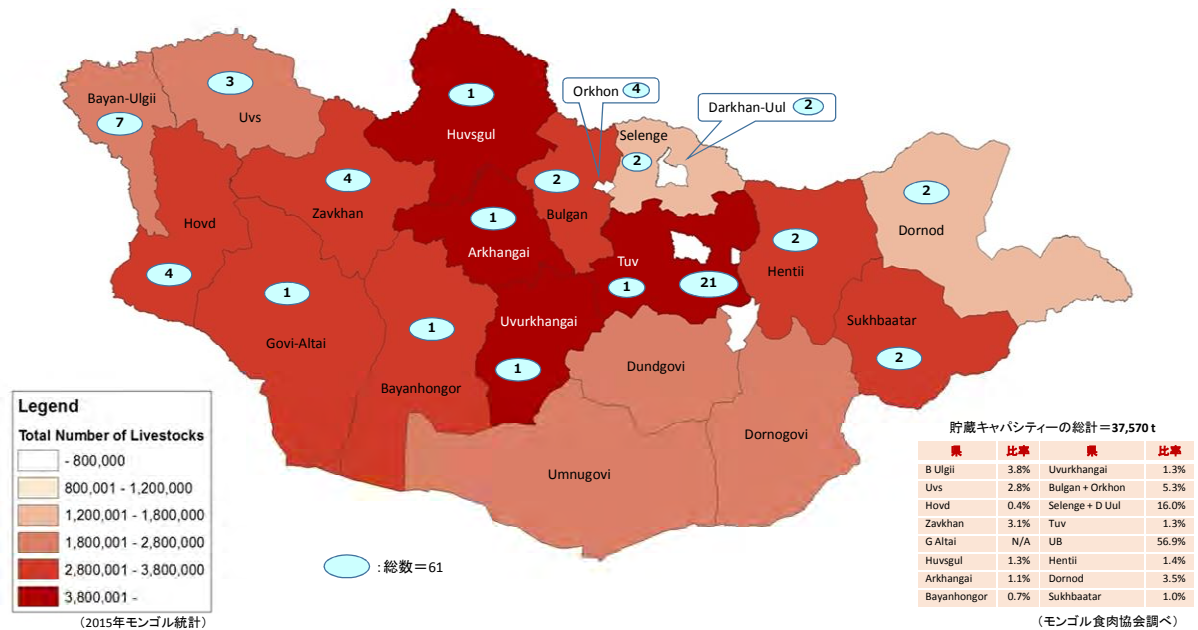 Bayan-Ulgii
7
3
Uvs
1
Huvsgul
Orkhon 4
Darkhan-Uul 2
Selenge
2
4
Zavkhan
2
Bulgan
1
Arkhangai
Hovd
4
1
Govi-Altai
1
Bayanhongor
Uvurkhangai
1
Tuv
1
21
2
Hentii
2
Dornod
Sukhbaatar
2
Dundgovi
Dornogovi
Umnugovi
Legend
Total Number of Livestocks
- 800,000
800,001 - 1,200,000
1,200,001 - 1,800,000
1,800,001 - 2,800,000
2,800,001 - 3,800,000
3,800,001 -
(2015年モンゴル統計)
: 総数=61
貯蔵キャパシティーの総計=37,570 t
県 比率 県 比率
B Ulgii 3.8% Uvurkhangai 1.3%
Uvs 2.8% Bulgan + Orkhon 5.3%
Hovd 0.4% Selenge + D Uul 16.0%
Zavkhan 3.1% Tuv 1.3%
G Altai N/A UB 56.9%
Huvsgul 1.3% Hentii 1.4%
Arkhangai 1.1% Dornod 3.5%
Bayanhongor 0.7% Sukhbaatar 1.0%
(モンゴル食肉協会調べ)